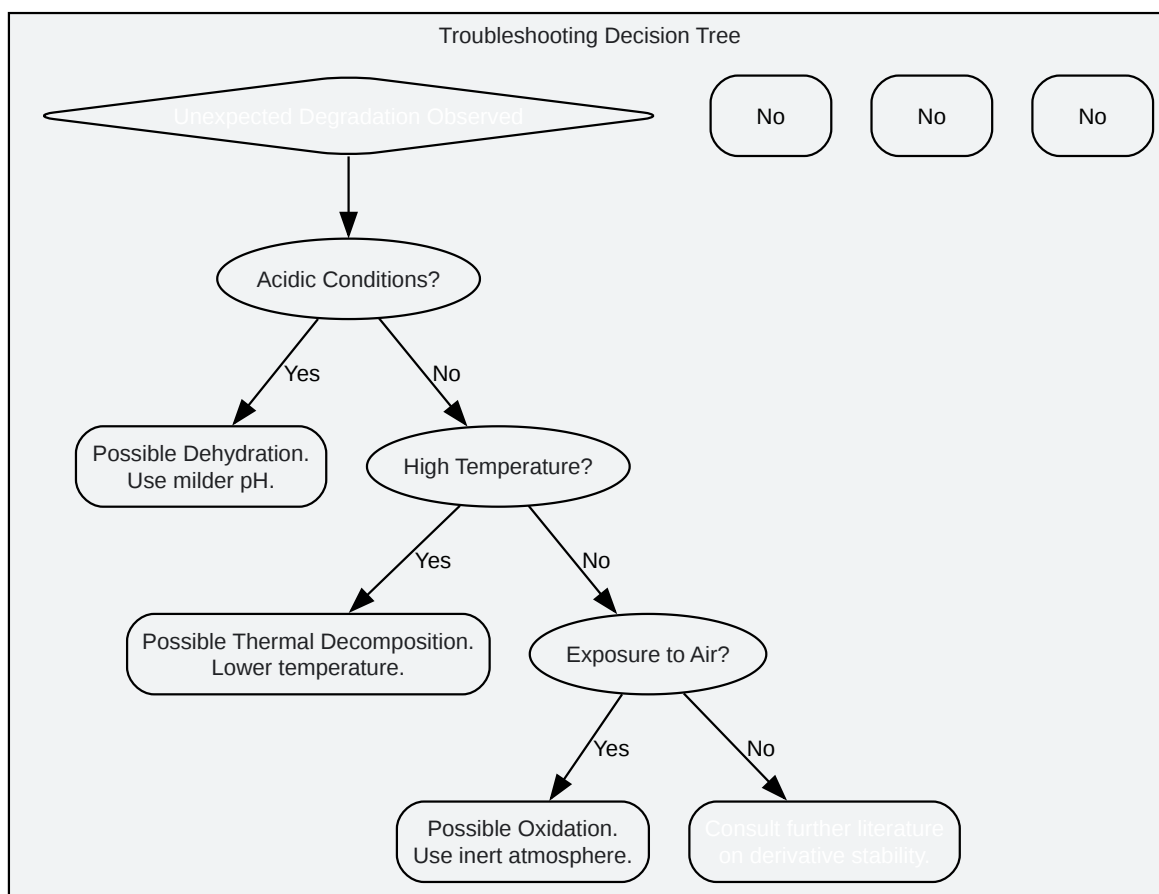 Troubleshooting Decision Tree
Unexpected Degradation Observed
No
No
No
Acidic Conditions?
Yes
No
Possible Dehydration.
Use milder pH.
High Temperature?
Yes
No
Possible Thermal Decomposition.
Lower temperature.
Exposure to Air?
Yes
No
Possible Oxidation.
Use inert atmosphere.
Consult further literature
on derivative stability.